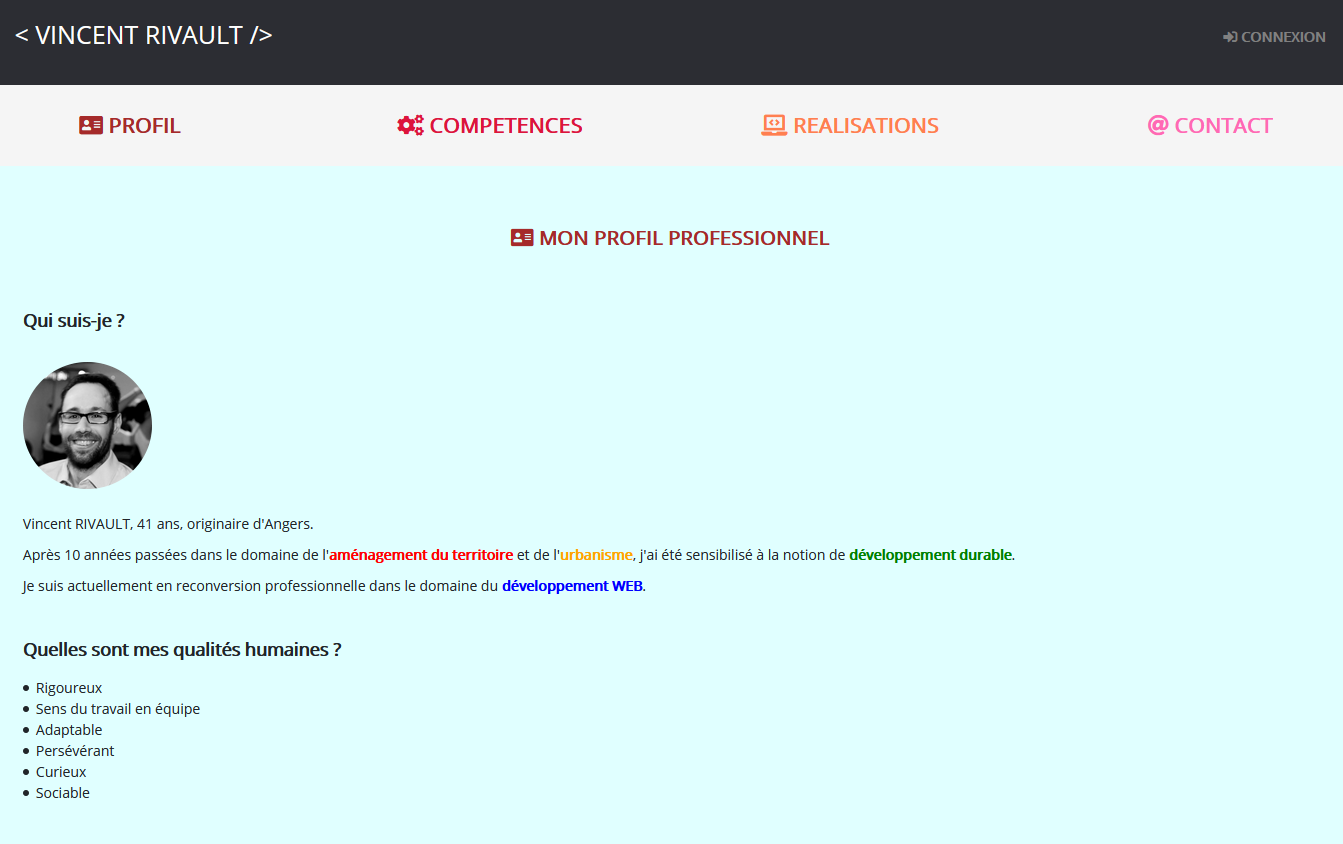 < VINCENT RIVAULT />
CONNEXION
PROFIL
COMPETENCES
REALISATIONS
@ CONTACT
MON PROFIL PROFESSIONNEL
Qui suis-je ?
Vincent RIVAULT, 41 ans, originaire d'Angers.
Après 10 années passées dans le domaine de l'aménagement du territoire et de l'urbanisme, j'ai été sensibilisé à la notion de développement durable.
Je suis actuellement en reconversion professionnelle dans le domaine du développement WEB.
Quelles sont mes qualités humaines ?
• Rigoureux
• Sens du travail en équipe
• Adaptable
• Persévérant
• Curieux
• Sociable